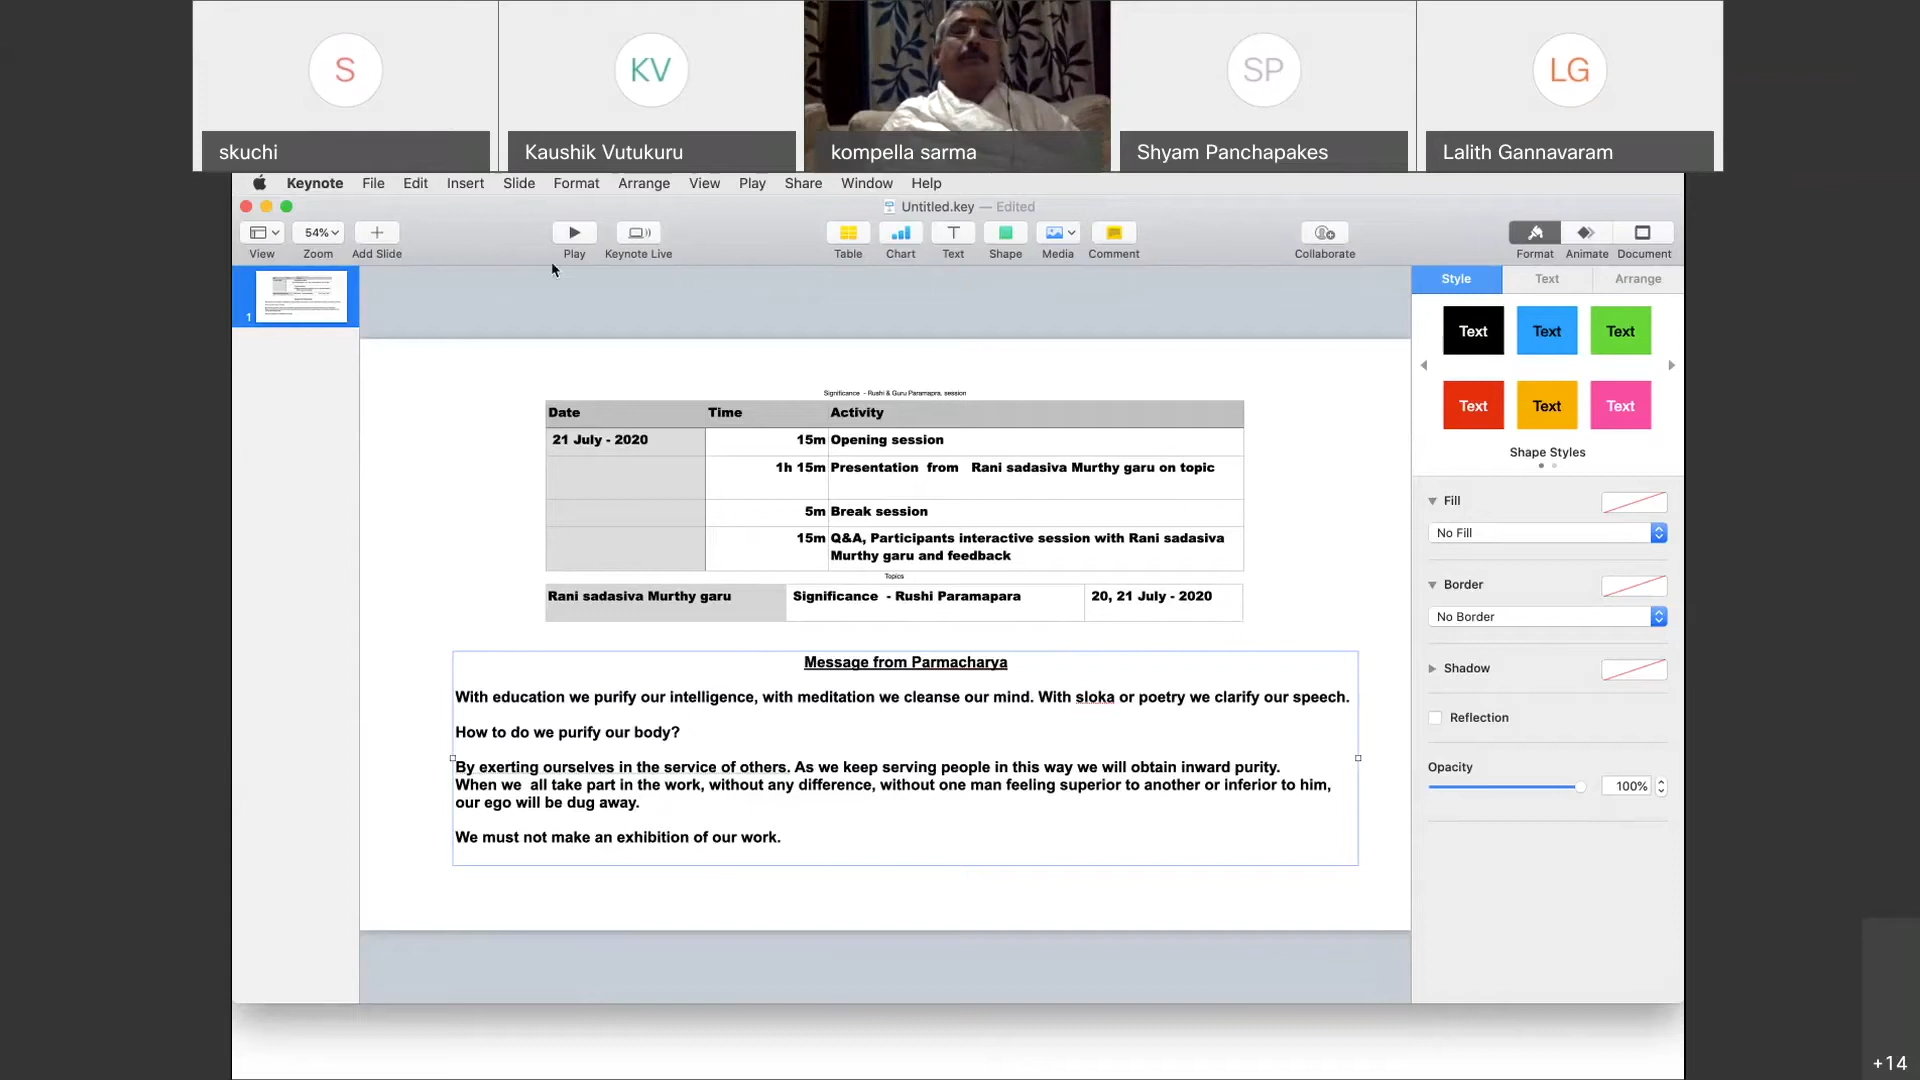 S
KV
SP
LG
skuchi
Kaushik Vutukuru
kompella sarma
Shyam Panchapakes
Lalith Gannavaram
Keynote File Edit Insert Slide Format Arrange View Play Share Window Help
Untitled.key — Edited
54%
View Zoom Add Slide Play Keynote Live Table Chart Text Shape Media Comment Collaborate Format Animate Document
1
Style Text Arrange
Text Text Text
Text Text Text
Shape Styles
Fill
No Fill
Border
No Border
Shadow
Reflection
Opacity
100%
Significance - Rushi & Guru Paramapra, session
Date Time Activity
21 July - 2020 15m Opening session
1h 15m Presentation from Rani sadasiva Murthy garu on topic
5m Break session
15m Q&A, Participants interactive session with Rani sadasiva
Murthy garu and feedback
Topics
Rani sadasiva Murthy garu Significance - Rushi Paramapara 20, 21 July - 2020
Message from Parmacharya
With education we purify our intelligence, with meditation we cleanse our mind. With sloka or poetry we clarify our speech.
How to do we purify our body?
By exerting ourselves in the service of others. As we keep serving people in this way we will obtain inward purity.
When we all take part in the work, without any difference, without one man feeling superior to another or inferior to him,
our ego will be dug away.
We must not make an exhibition of our work.
+14